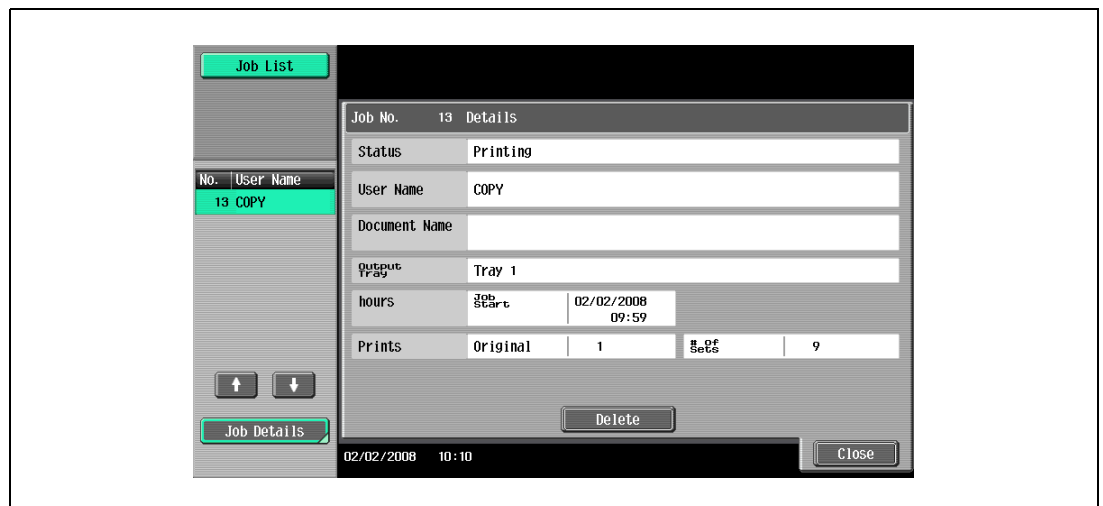 Job List
Job No. 13 Details
Status Printing
No. User Name
13 COPY
User Name COPY
Document Name
Output Tray Tray 1
hours Job Start 02/02/2008
09:59
Prints Original 1 # of Sets 9
Delete
Job Details
02/02/2008 10:10
Close